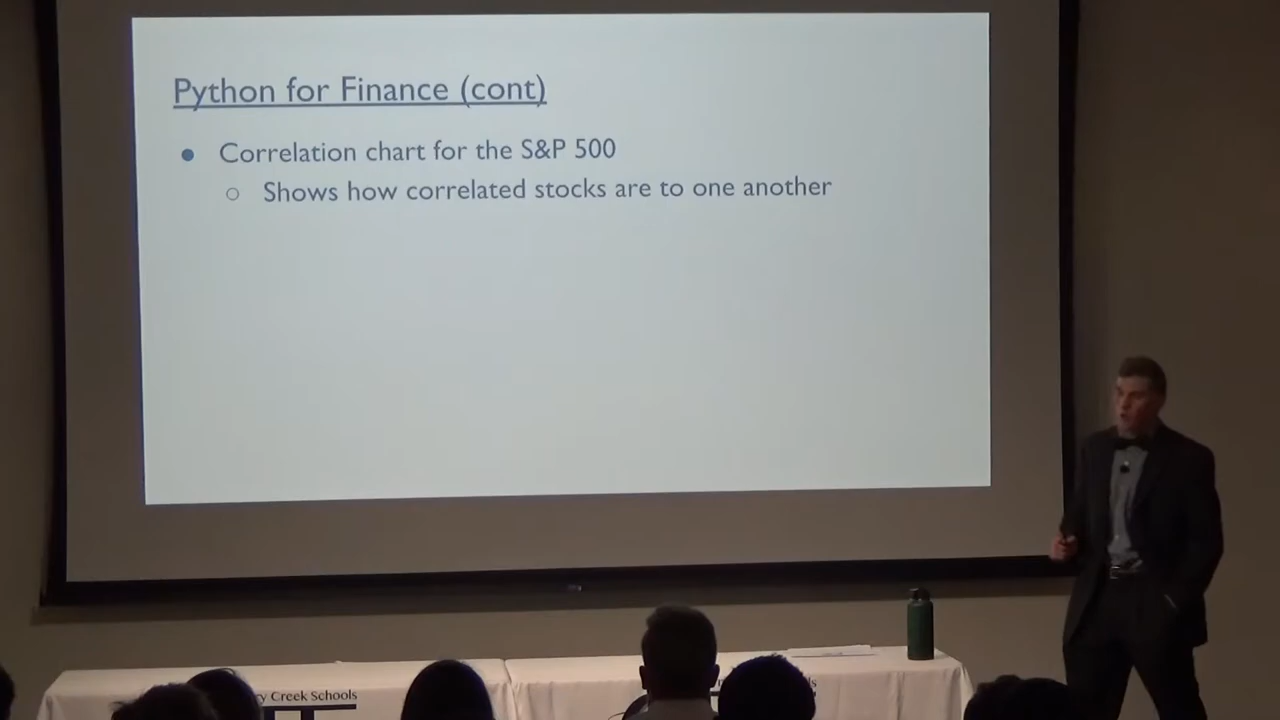 Python for Finance (cont)
Correlation chart for the S&P 500
Shows how correlated stocks are to one another
Creek Schools